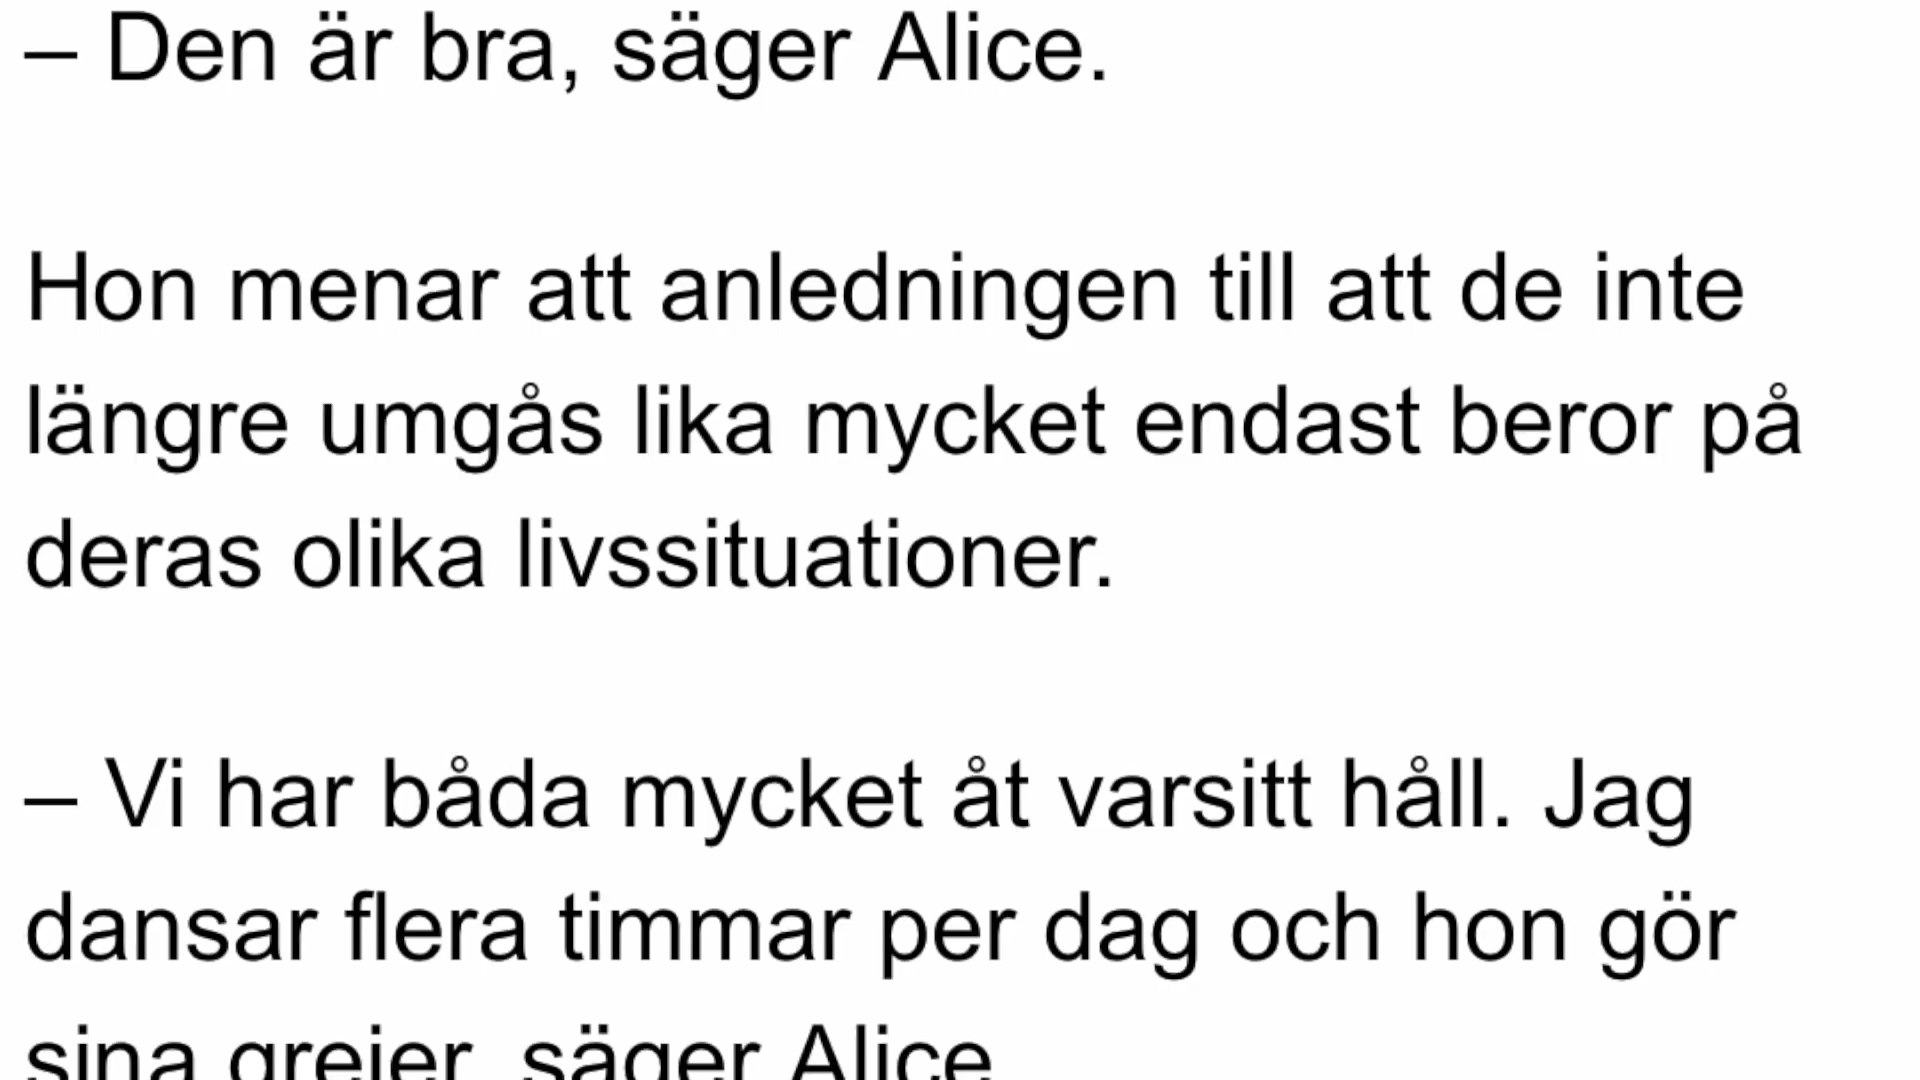 – Den är bra, säger Alice.
Hon menar att anledningen till att de inte
längre umgås lika mycket endast beror på
deras olika livssituationer.
– Vi har båda mycket åt varsitt håll. Jag
dansar flera timmar per dag och hon gör
sina grejer, säger Alice